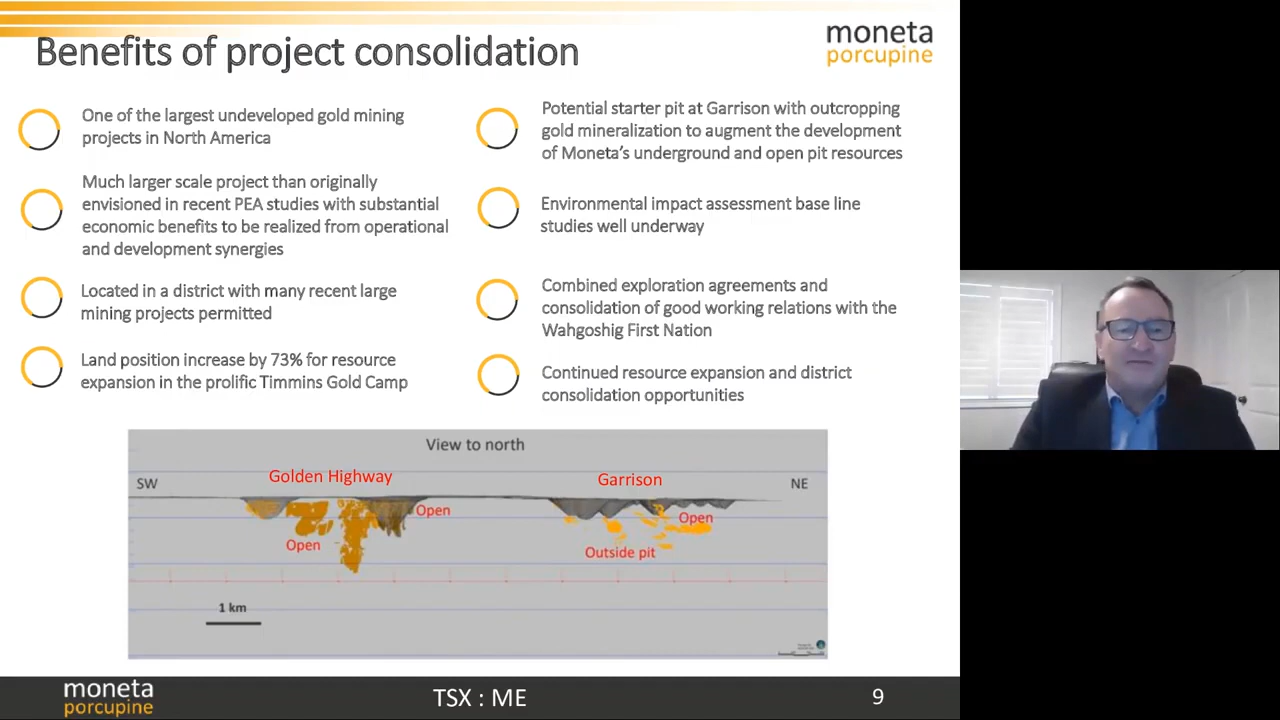 Benefits of project consolidation
moneta
porcupine
One of the largest undeveloped gold mining
projects in North America
Much larger scale project than originally
envisioned in recent PEA studies with substantial
economic benefits to be realized from operational
and development synergies
Located in a district with many recent large
mining projects permitted
Land position increase by 73% for resource
expansion in the prolific Timmins Gold Camp
Potential starter pit at Garrison with outcropping
gold mineralization to augment the development
of Moneta's underground and open pit resources
Environmental impact assessment base line
studies well underway
Combined exploration agreements and
consolidation of good working relations with the
Wahgoshig First Nation
Continued resource expansion and district
consolidation opportunities
View to north
SW
Golden Highway
Garrison
NE
Open
Open
Open
Outside pit
1 km
moneta
porcupine
TSX : ME
9